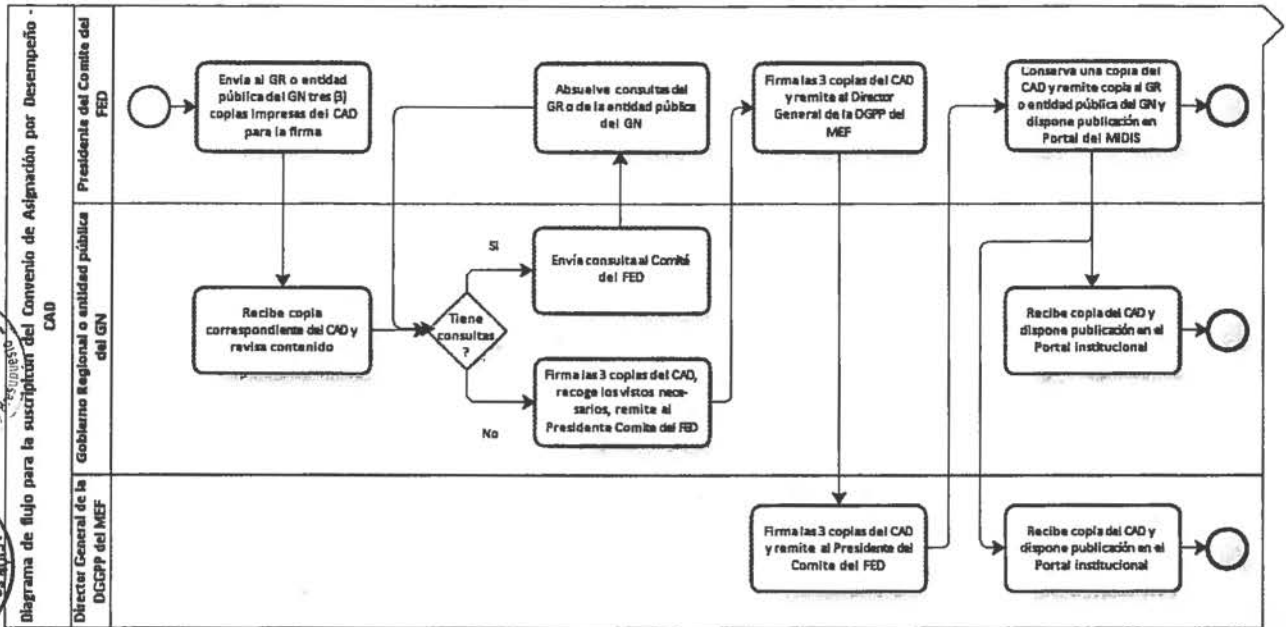 Diagrama de flujo para la suscripción del Convenio de Asignación por Desempeño -
CAD
Presidente del Comite del
FED
Envía al GR o entidad
pública del GN tres (3)
copias impresas del CAD
para la firma
Absuelve consultas del
GR o de la entidad pública
del GN
Firma las 3 copias del CAD
y remite al Director
General de la DGPP del
MEF
Conserva una copia del
CAD y remite copia al GR
o entidad pública del GN y
dispone publicación en
Portal del MIDIS
Gobierno Regional o entidad pública
del GN
Recibe copia
correspondiente del CAD y
revisa contenido
Tiene
consultas
?
Si
Envía consulta al Comité
del FED
No
Firma las 3 copias del CAD,
recoge los vistos nece-
sarios, remite al
Presidente Comite del FED
Recibe copia del CAD y
dispone publicación en el
Portal institucional
Director General de la
DGGPP del MEF
Firma las 3 copias del CAD
y remite al Presidente del
Comite del FED
Recibe copia del CAD y
dispone publicación en el
Portal institucional